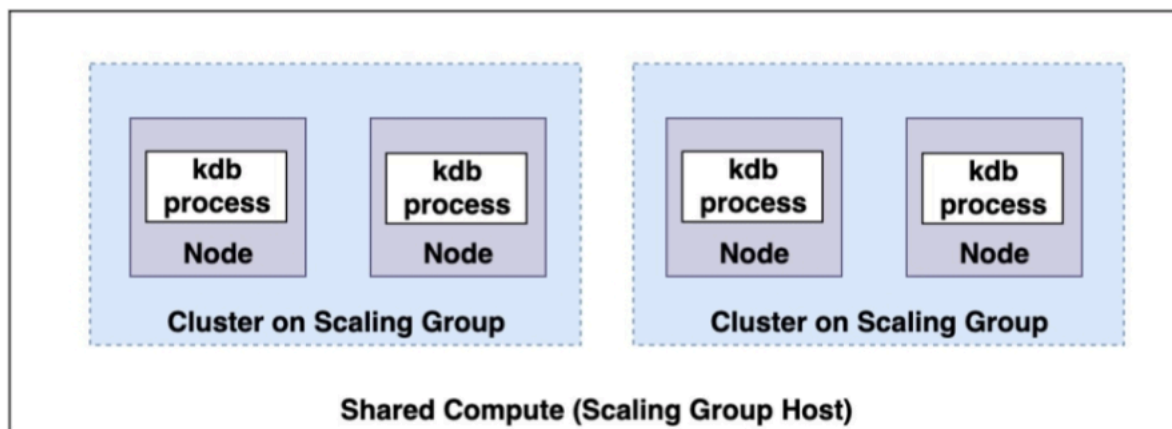 kdb
process
Node
kdb
process
Node
Cluster on Scaling Group
kdb
process
Node
kdb
process
Node
Cluster on Scaling Group
Shared Compute (Scaling Group Host)